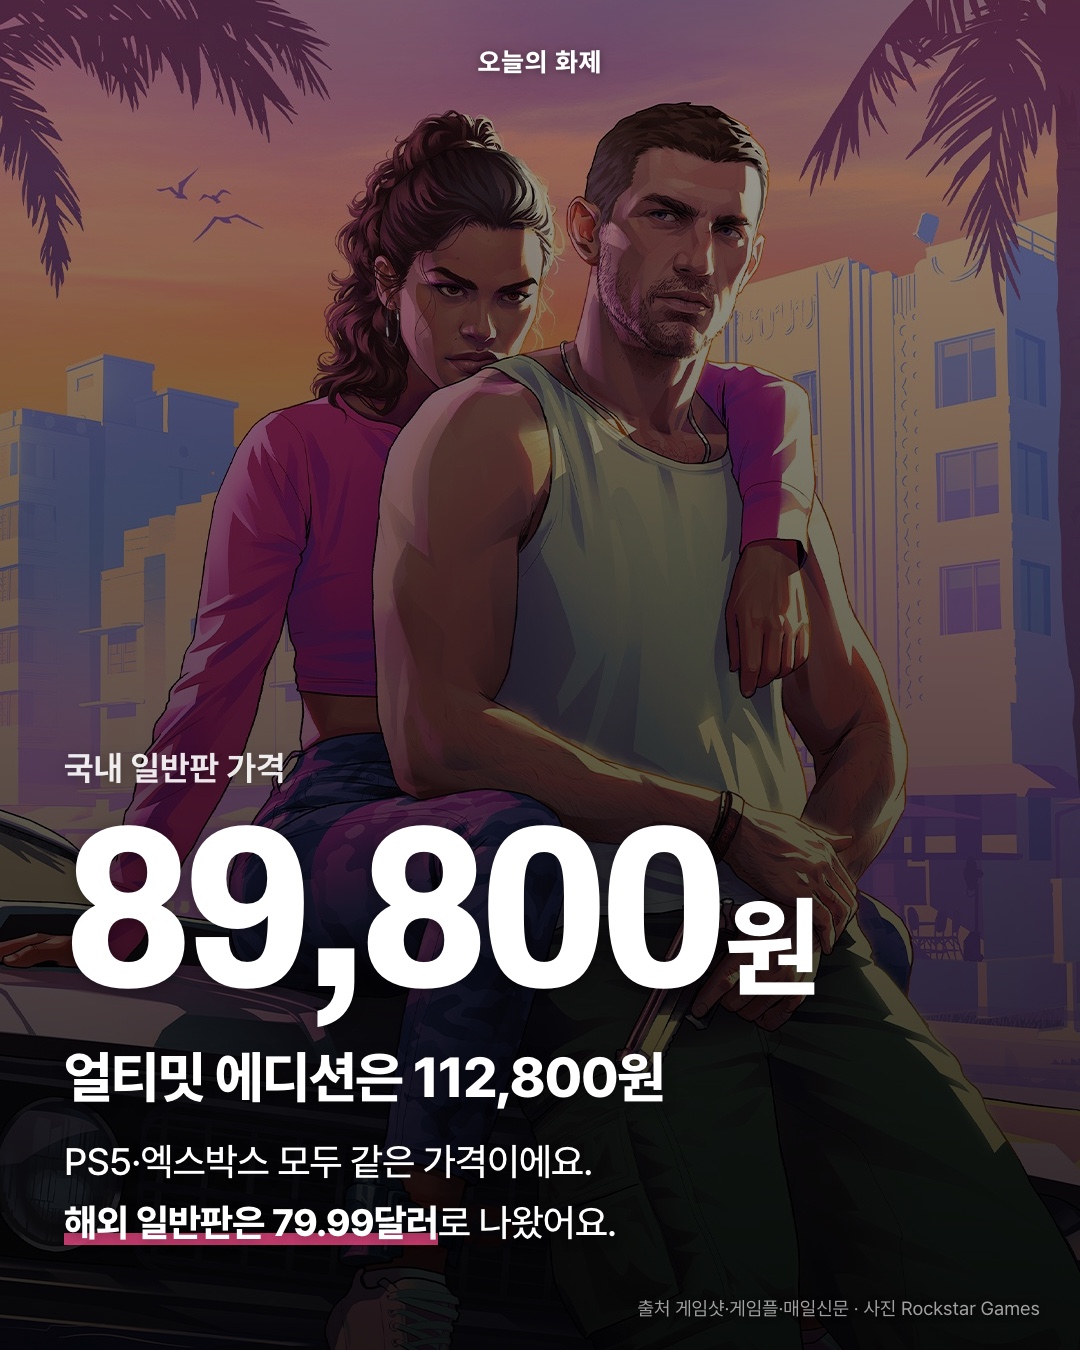 오늘의 화제
국내 일반판 가격
89,800원
얼티밋 에디션은 112,800원
PS5·엑스박스 모두 같은 가격이에요.
해외 일반판은 79.99달러로 나왔어요.
출처 게임샷·게임플·매일신문 · 사진 Rockstar Games